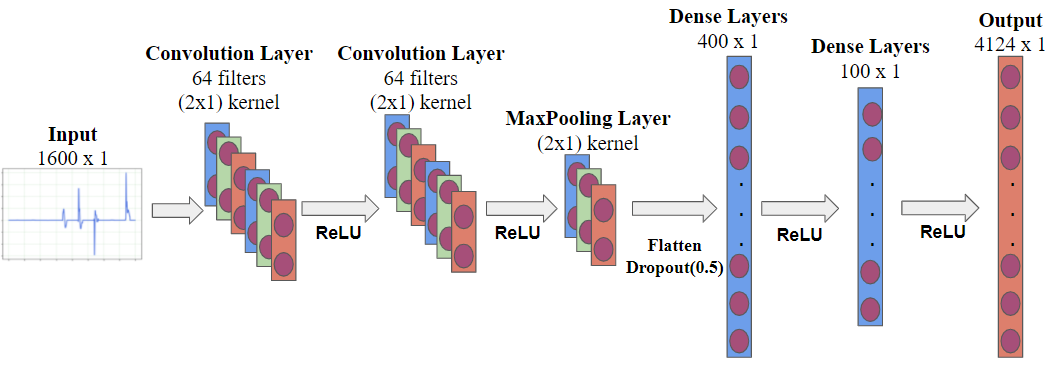 Input
1600 x 1
Convolution Layer
64 filters
(2x1) kernel
ReLU
Convolution Layer
64 filters
(2x1) kernel
ReLU
MaxPooling Layer
(2x1) kernel
Flatten
Dropout(0.5)
Dense Layers
400 x 1
ReLU
Dense Layers
100 x 1
ReLU
Output
4124 x 1